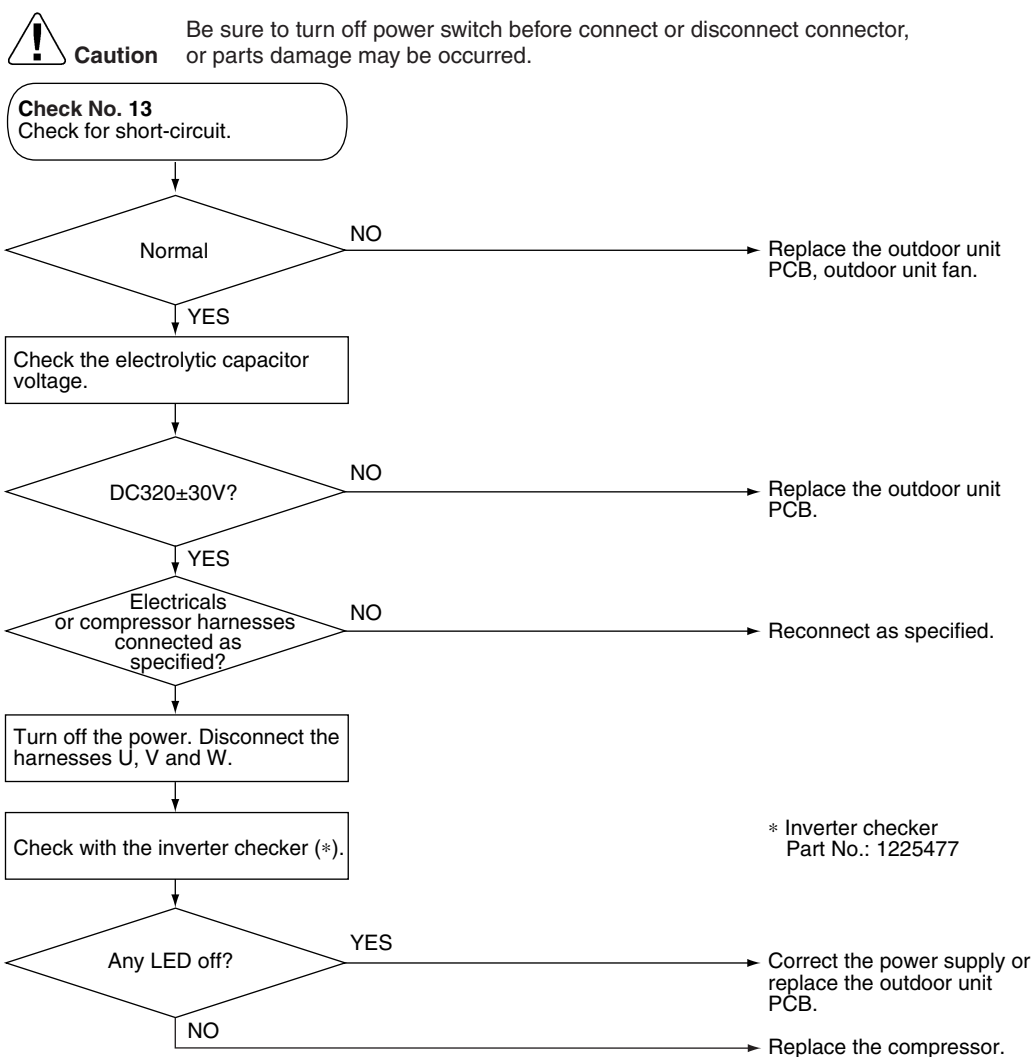 Be sure to turn off power switch before connect or disconnect connector,
Caution or parts damage may be occurred.
Check No. 13
Check for short-circuit.
Normal
NO
Replace the outdoor unit
PCB, outdoor unit fan.
YES
Check the electrolytic capacitor
voltage.
DC320±30V?
NO
Replace the outdoor unit
PCB.
YES
Electricals
or compressor harnesses
connected as
specified?
NO
Reconnect as specified.
Turn off the power. Disconnect the
harnesses U, V and W.
Check with the inverter checker (*).
* Inverter checker
Part No.: 1225477
Any LED off?
YES
Correct the power supply or
replace the outdoor unit
PCB.
NO
Replace the compressor.